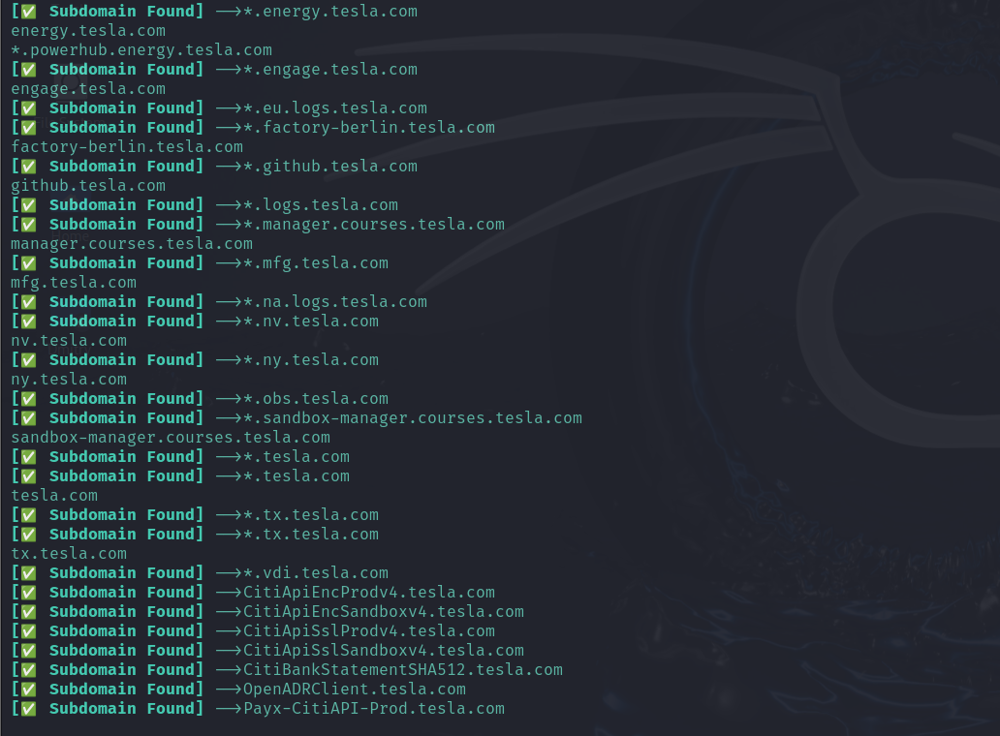 [✅ Subdomain Found] -->*.energy.tesla.com
energy.tesla.com
*.powerhub.energy.tesla.com
[✅ Subdomain Found] -->*.engage.tesla.com
engage.tesla.com
[✅ Subdomain Found] -->*.eu.logs.tesla.com
[✅ Subdomain Found] -->*.factory-berlin.tesla.com
factory-berlin.tesla.com
[✅ Subdomain Found] -->*.github.tesla.com
github.tesla.com
[✅ Subdomain Found] -->*.logs.tesla.com
[✅ Subdomain Found] -->*.manager.courses.tesla.com
manager.courses.tesla.com
[✅ Subdomain Found] -->*.mfg.tesla.com
mfg.tesla.com
[✅ Subdomain Found] -->*.na.logs.tesla.com
[✅ Subdomain Found] -->*.nv.tesla.com
nv.tesla.com
[✅ Subdomain Found] -->*.ny.tesla.com
ny.tesla.com
[✅ Subdomain Found] -->*.obs.tesla.com
[✅ Subdomain Found] -->*.sandbox-manager.courses.tesla.com
sandbox-manager.courses.tesla.com
[✅ Subdomain Found] -->*.tesla.com
[✅ Subdomain Found] -->*.tesla.com
tesla.com
[✅ Subdomain Found] -->*.tx.tesla.com
[✅ Subdomain Found] -->*.tx.tesla.com
tx.tesla.com
[✅ Subdomain Found] -->*.vdi.tesla.com
[✅ Subdomain Found] -->CitiApiEncProdv4.tesla.com
[✅ Subdomain Found] -->CitiApiEncSandboxv4.tesla.com
[✅ Subdomain Found] -->CitiApiSslProdv4.tesla.com
[✅ Subdomain Found] -->CitiApiSslSandboxv4.tesla.com
[✅ Subdomain Found] -->CitiBankStatementSHA512.tesla.com
[✅ Subdomain Found] -->OpenADRClient.tesla.com
[✅ Subdomain Found] -->Payx-CitiAPI-Prod.tesla.com